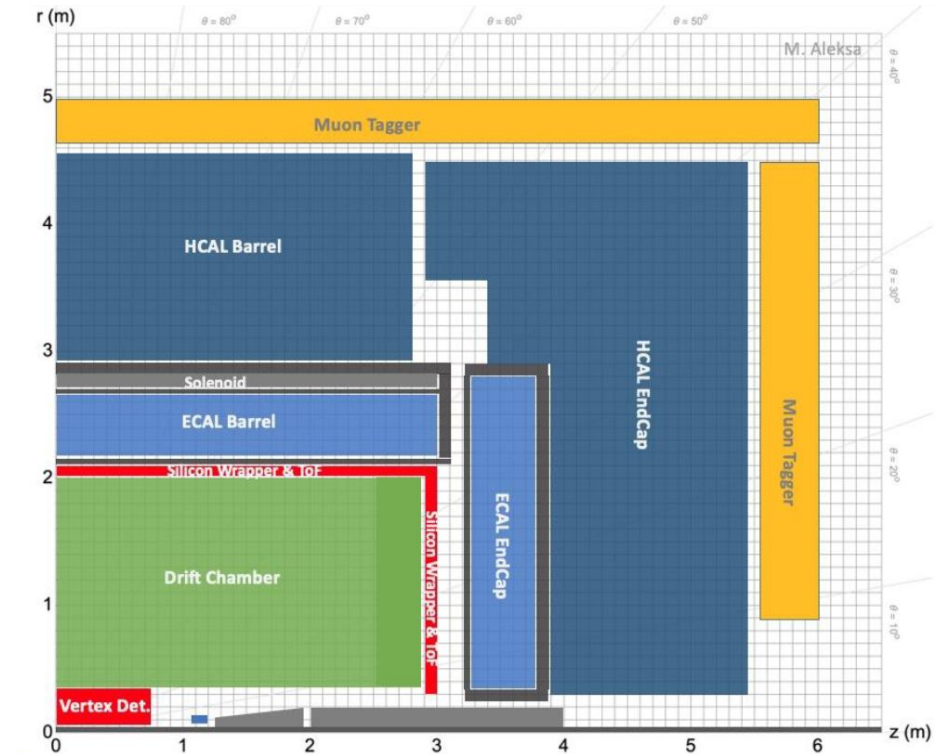 r (m)
θ = 80°
θ = 70°
θ = 60°
θ = 50°
M. Aleksa
θ = 40°
5
Muon Tagger
4
HCAL Barrel
θ = 30°
3
HCAL EndCap
Solenoid
ECAL Barrel
Muon Tagger
2
Silicon Wrapper & ToF
θ = 20°
ECAL EndCap
Silicon Wrapper & ToF
Drift Chamber
1
θ = 10°
Vertex Det.
0
0 1 2 3 4 5 6 z (m)